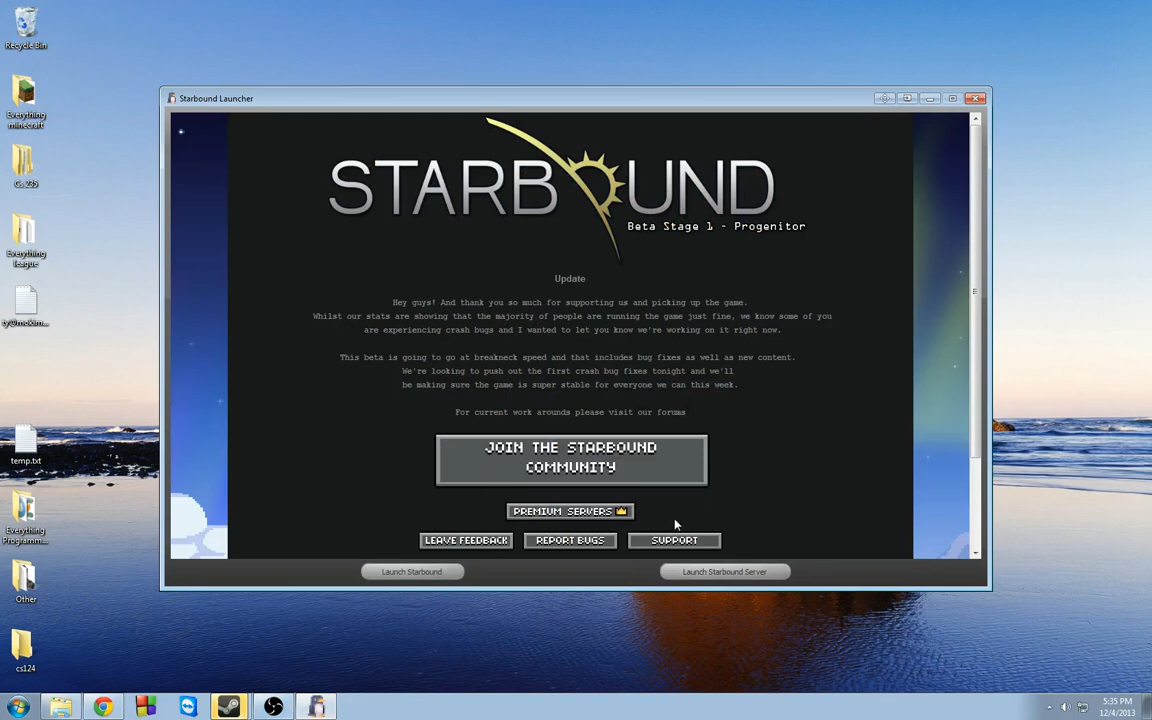 Recycle Bin
Everything
minecraft
Cs 235
Everything
league
ty@mckim...
temp.txt
Everything
Programm...
Other
cs124
Starbound Launcher
STARBOUND
Beta Stage 1 - Progenitor
Update
Hey guys! And thank you so much for supporting us and picking up the game.
Whilst our stats are showing that the majority of people are running the game just fine, we know some of you
are experiencing crash bugs and I wanted to let you know we're working on it right now.
This beta is going to go at breakneck speed and that includes bug fixes as well as new content.
We're looking to push out the first crash bug fixes tonight and we'll
be making sure the game is super stable for everyone we can this week.
For current work arounds please visit our forums
JOIN THE STARBOUND
COMMUNITY
PREMIUM SERVERS
LEAVE FEEDBACK
REPORT BUGS
SUPPORT
Launch Starbound
Launch Starbound Server
5:35 PM
12/4/2013